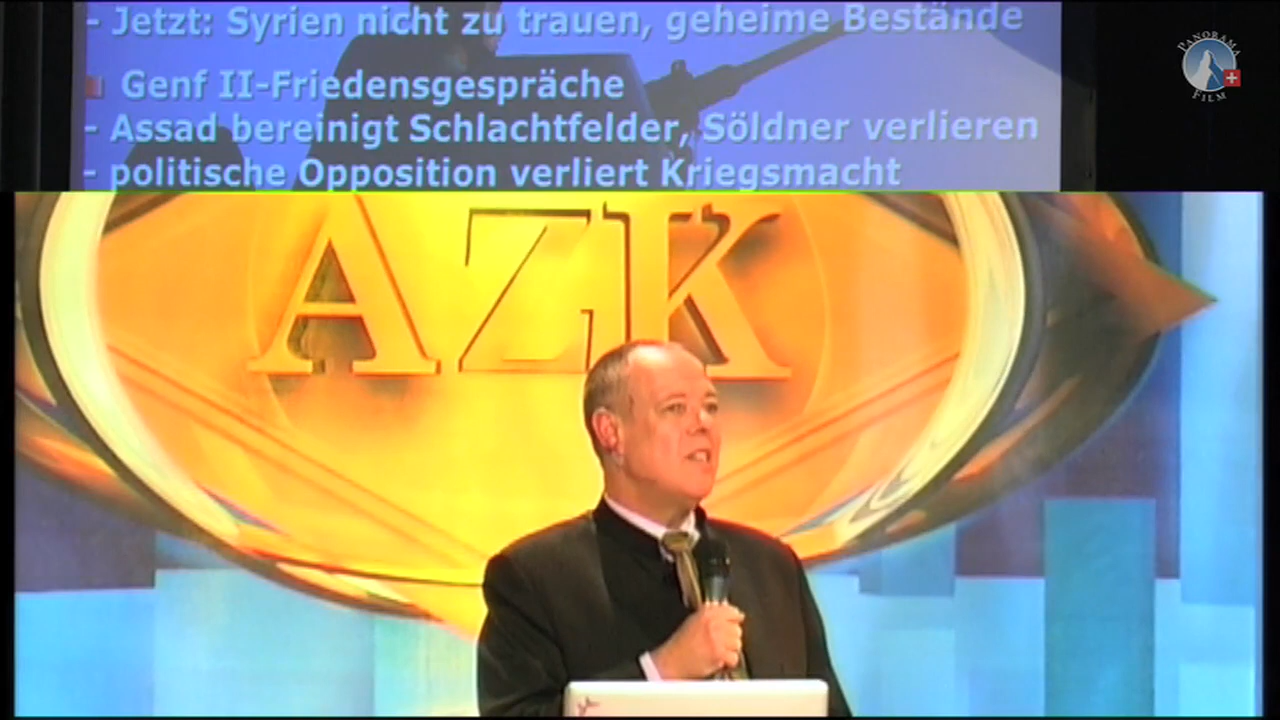 - Jetzt: Syrien nicht zu trauen, geheime Bestände
Genf II-Friedensgespräche
- Assad bereinigt Schlachtfelder, Söldner verlieren
- politische Opposition verliert Kriegsmacht
PANORAMA
FILM
AZK